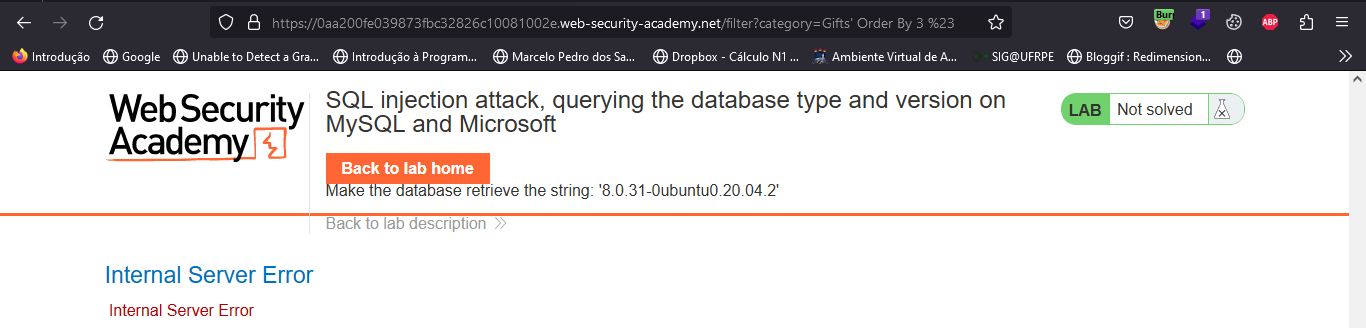 https://0aa200fe039873fbc32826c10081002e.web-security-academy.net/filter?category=Gifts' Order By 3 %23
Bur
1
ABP
Introdução
Google
Unable to Detect a Gra...
Introdução à Program...
Marcelo Pedro dos Sa...
Dropbox - Cálculo N1 ...
Ambiente Virtual de A...
SIG@UFRPE
Bloggif : Redimension...
Web Security
Academy
SQL injection attack, querying the database type and version on
MySQL and Microsoft
LAB Not solved
Back to lab home
Make the database retrieve the string: '8.0.31-0ubuntu0.20.04.2'
Back to lab description
Internal Server Error
Internal Server Error